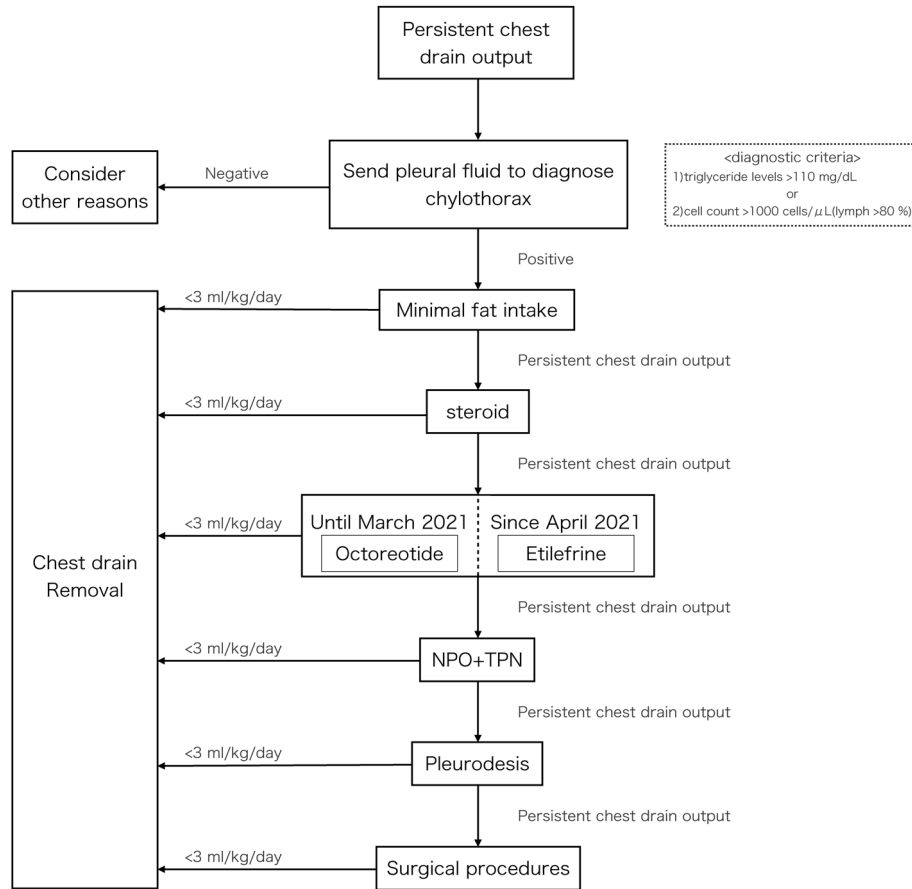 Persistent chest
drain output
Send pleural fluid to diagnose
chylothorax
Negative
Consider
other reasons
<diagnostic criteria>
1)triglyceride levels >110 mg/dL
or
2)cell count >1000 cells/μL(lymph >80 %)
Positive
Minimal fat intake
<3 ml/kg/day
Persistent chest drain output
steroid
<3 ml/kg/day
Persistent chest drain output
Until March 2021
Octoreotide
Since April 2021
Etilefrine
<3 ml/kg/day
Chest drain
Removal
Persistent chest drain output
NPO+TPN
<3 ml/kg/day
Persistent chest drain output
Pleurodesis
<3 ml/kg/day
Persistent chest drain output
Surgical procedures
<3 ml/kg/day